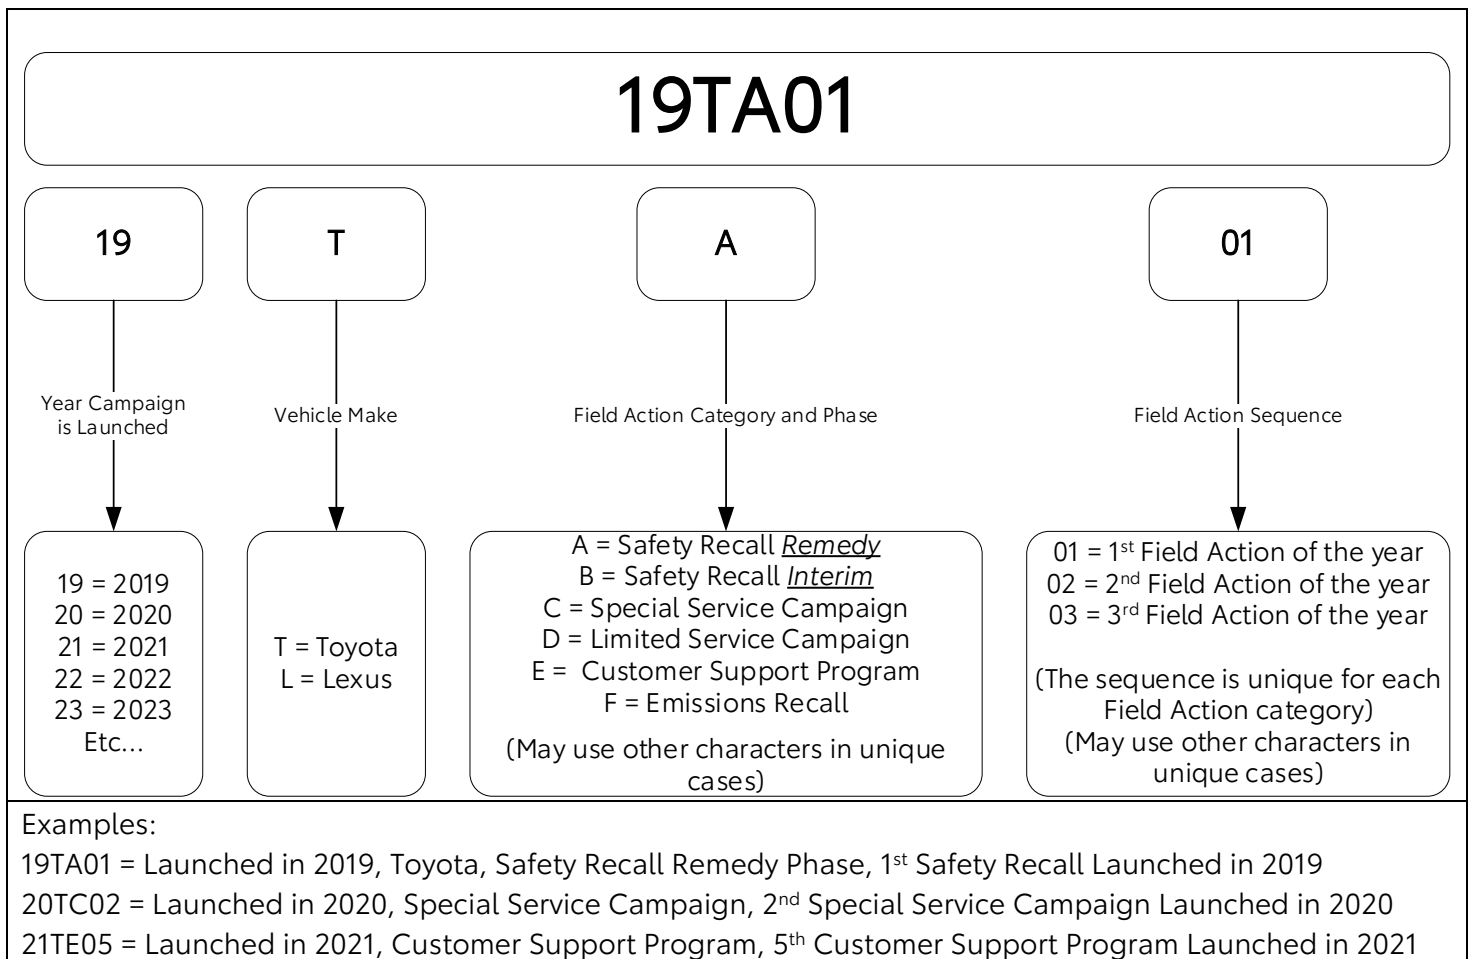 19TA01
19
T
A
01
Year Campaign
is Launched
Vehicle Make
Field Action Category and Phase
Field Action Sequence
19 = 2019
20 = 2020
21 = 2021
22 = 2022
23 = 2023
Etc...
T = Toyota
L = Lexus
A = Safety Recall Remedy
B = Safety Recall Interim
C = Special Service Campaign
D = Limited Service Campaign
E =  Customer Support Program
F = Emissions Recall
(May use other characters in unique
cases)
01 = 1st Field Action of the year
02 = 2nd Field Action of the year
03 = 3rd Field Action of the year
(The sequence is unique for each
Field Action category)
(May use other characters in
unique cases)
Examples:
19TA01 = Launched in 2019, Toyota, Safety Recall Remedy Phase, 1st Safety Recall Launched in 2019
20TC02 = Launched in 2020, Special Service Campaign, 2nd Special Service Campaign Launched in 2020
21TE05 = Launched in 2021, Customer Support Program, 5th Customer Support Program Launched in 2021